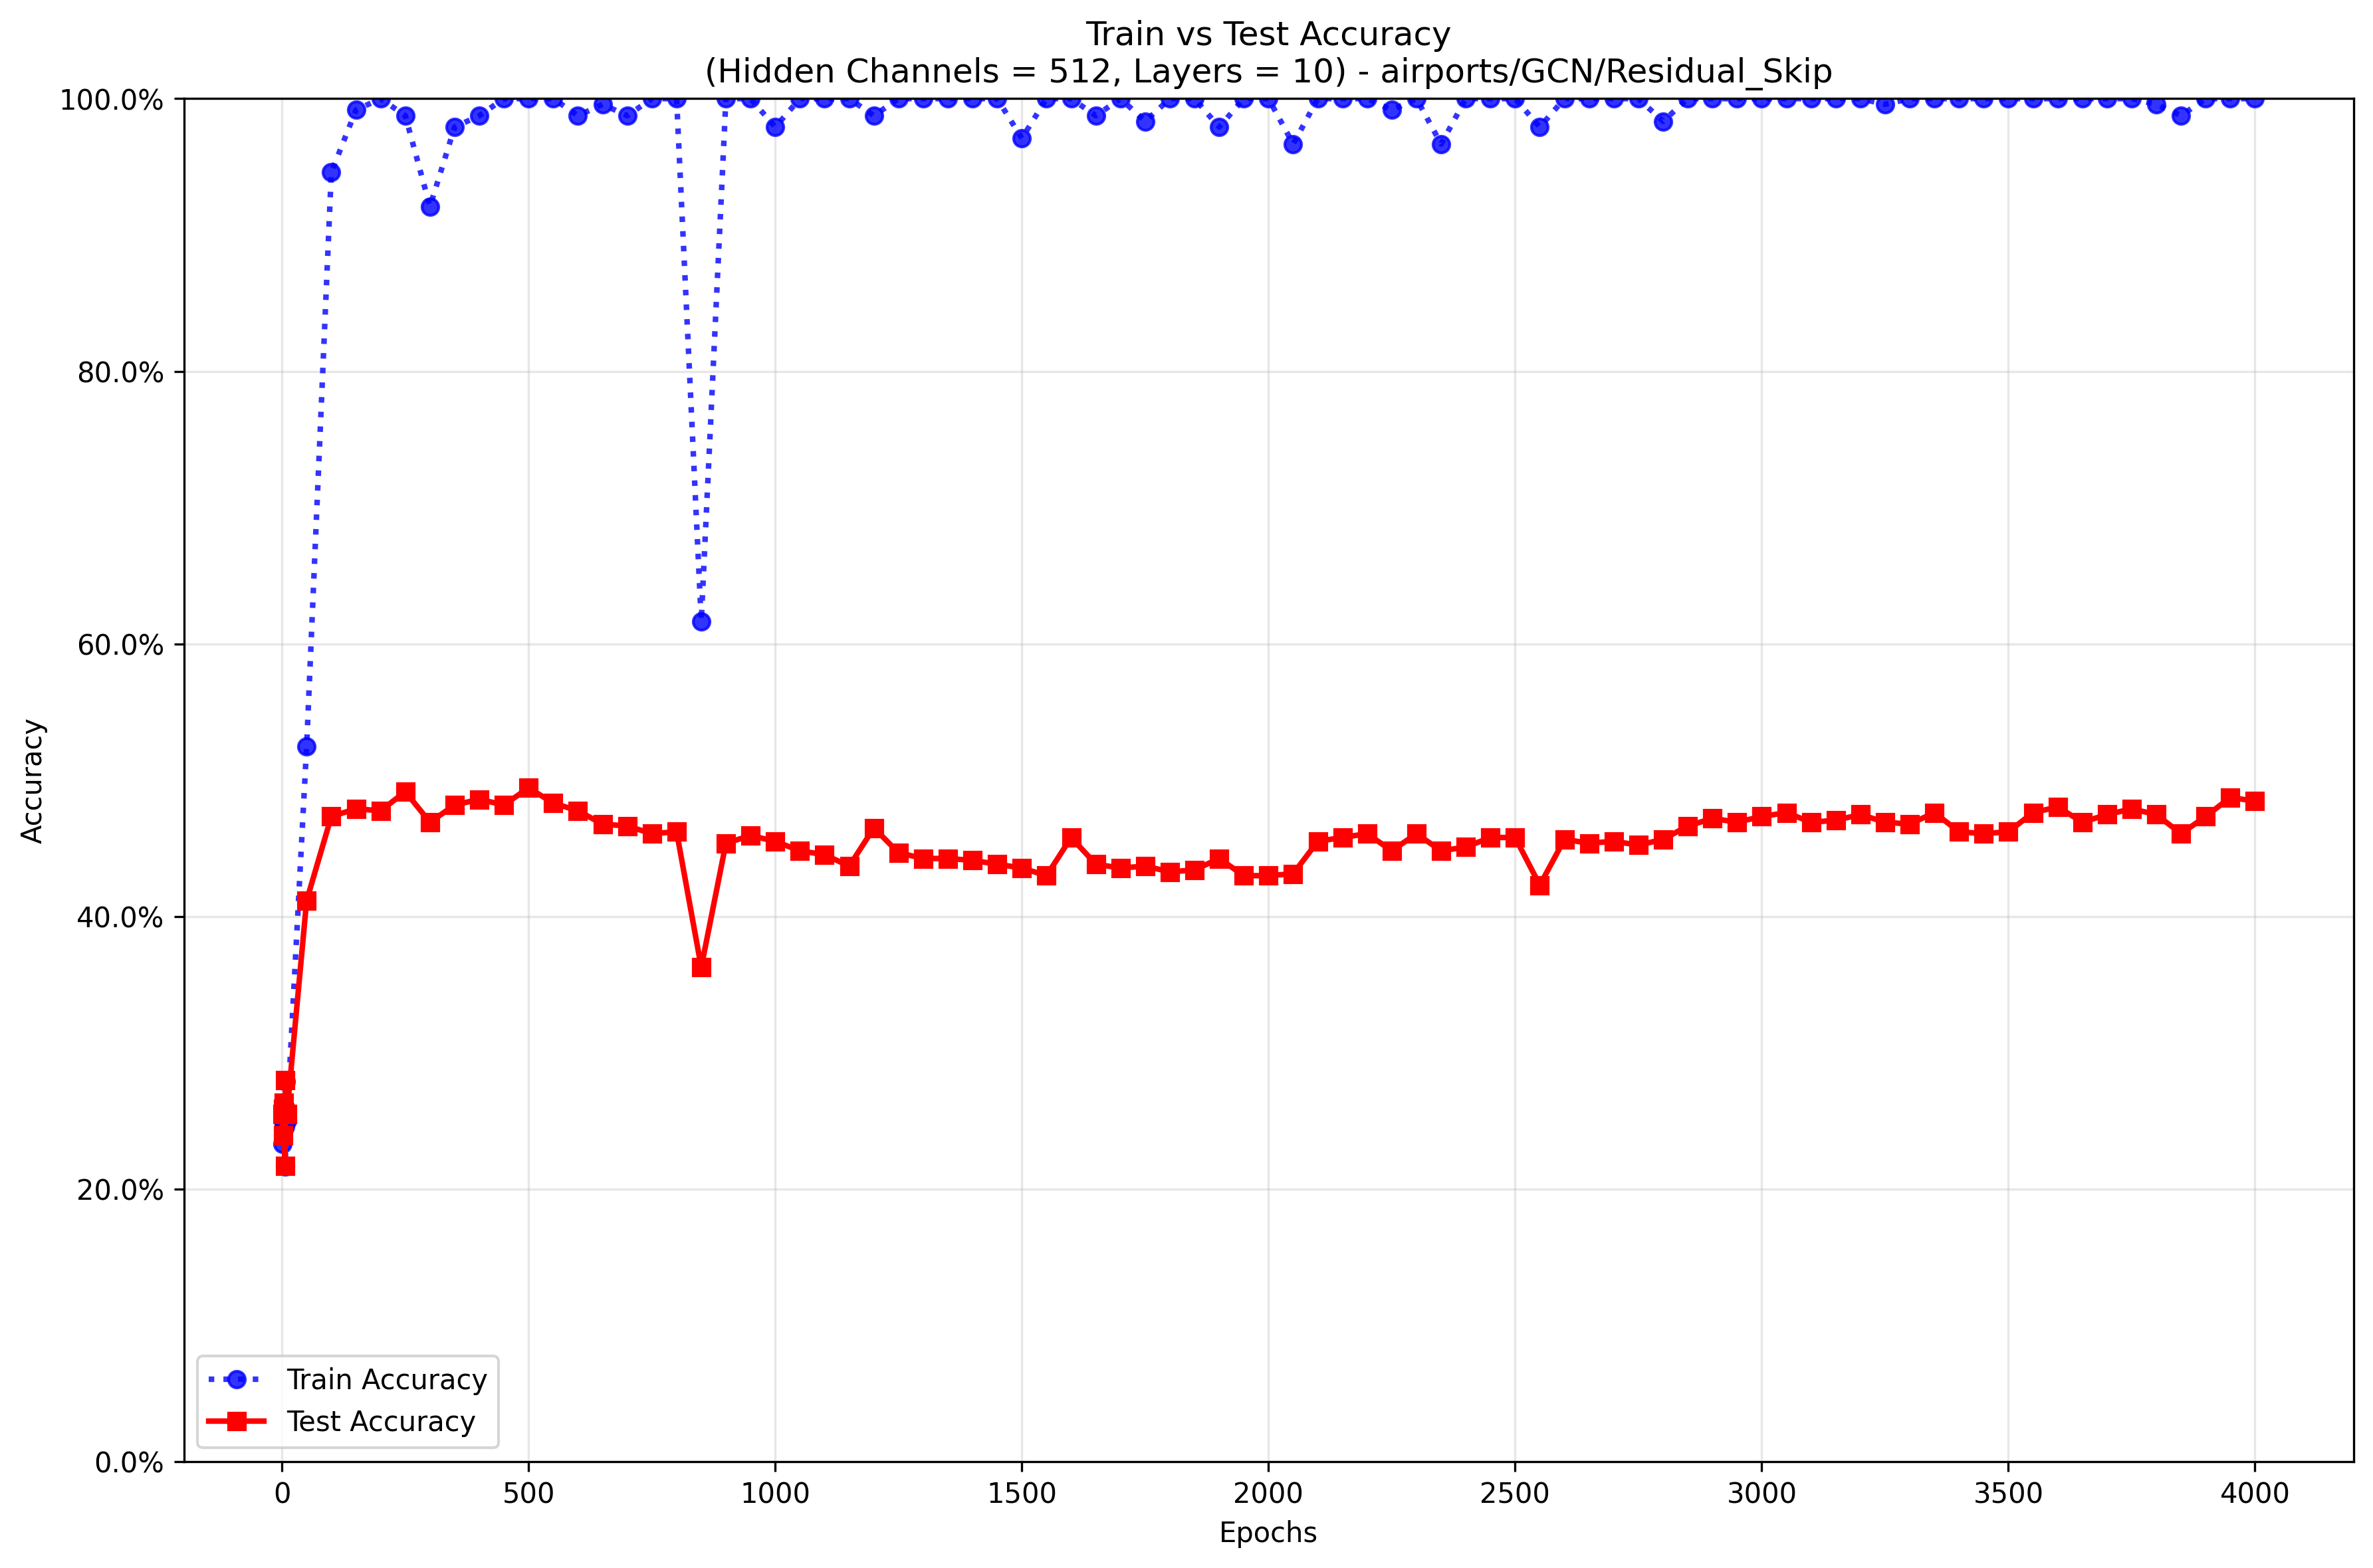 Train vs Test Accuracy
(Hidden Channels = 512, Layers = 10) - airports/GCN/Residual_Skip
100.0%
80.0%
60.0%
40.0%
20.0%
0.0%
Accuracy
Train Accuracy
Test Accuracy
0 500 1000 1500 2000 2500 3000 3500 4000
Epochs